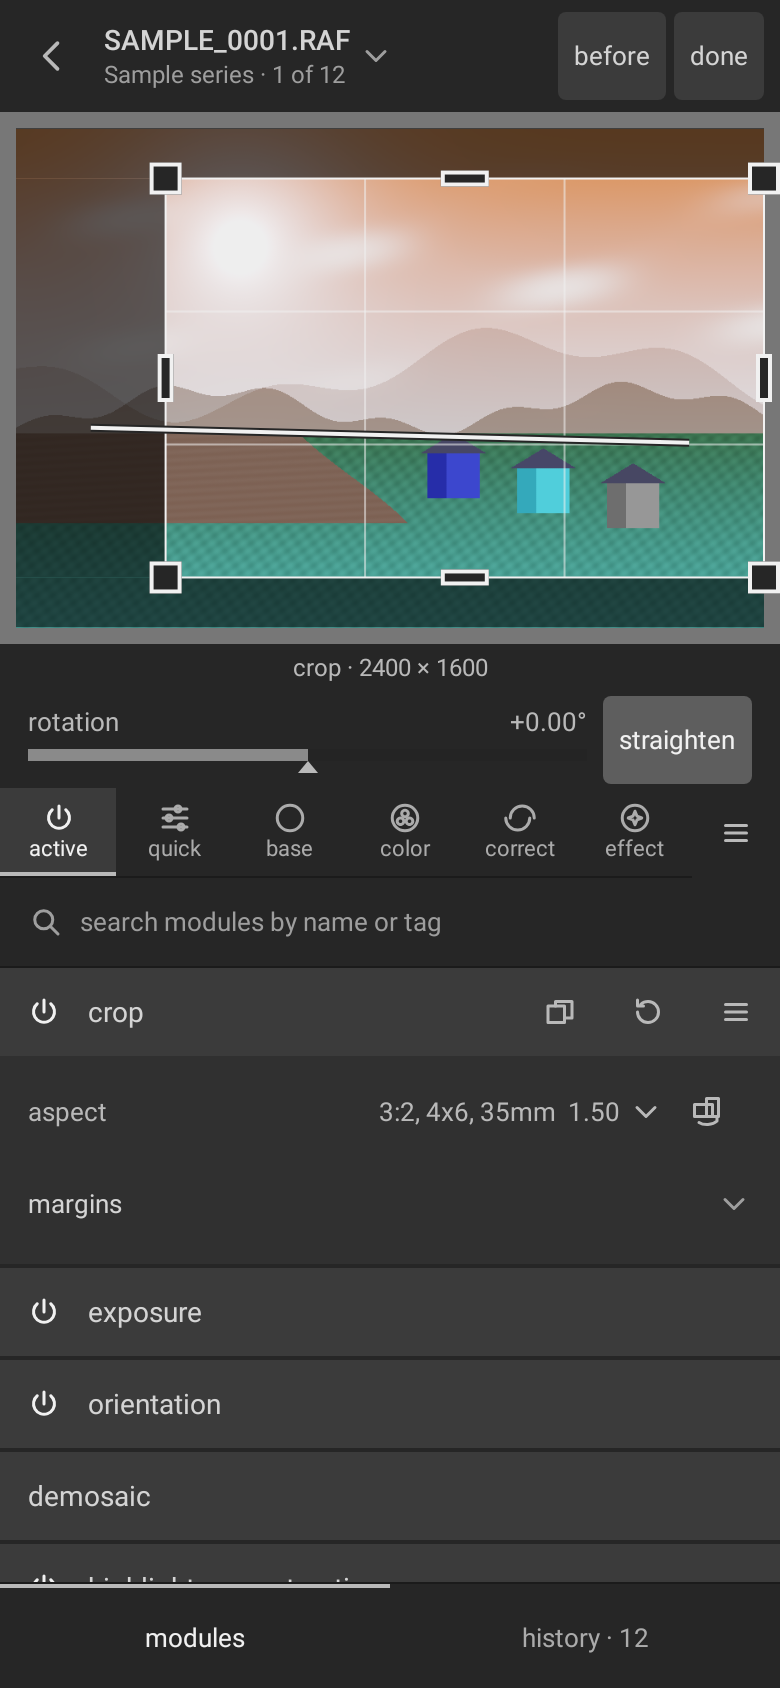 SAMPLE_0001.RAF
Sample series · 1 of 12
before
done
crop · 2400 × 1600
rotation
+0.00°
straighten
active
quick
base
color
correct
effect
search modules by name or tag
crop
aspect
3:2, 4x6, 35mm 1.50
margins
exposure
orientation
demosaic
modules
history · 12